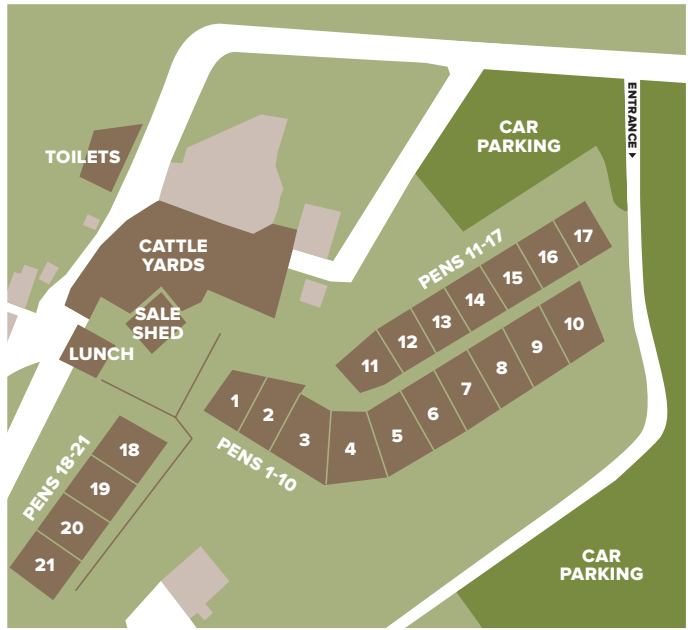 ENTRANCE
CAR
PARKING
TOILETS
CATTLE
YARDS
PENS 11-17
17
16
15
14
13
12
11
SALE
SHED
LUNCH
10
9
8
7
6
5
4
3
2
1
PENS 1-10
PENS 18-21
18
19
20
21
CAR
PARKING